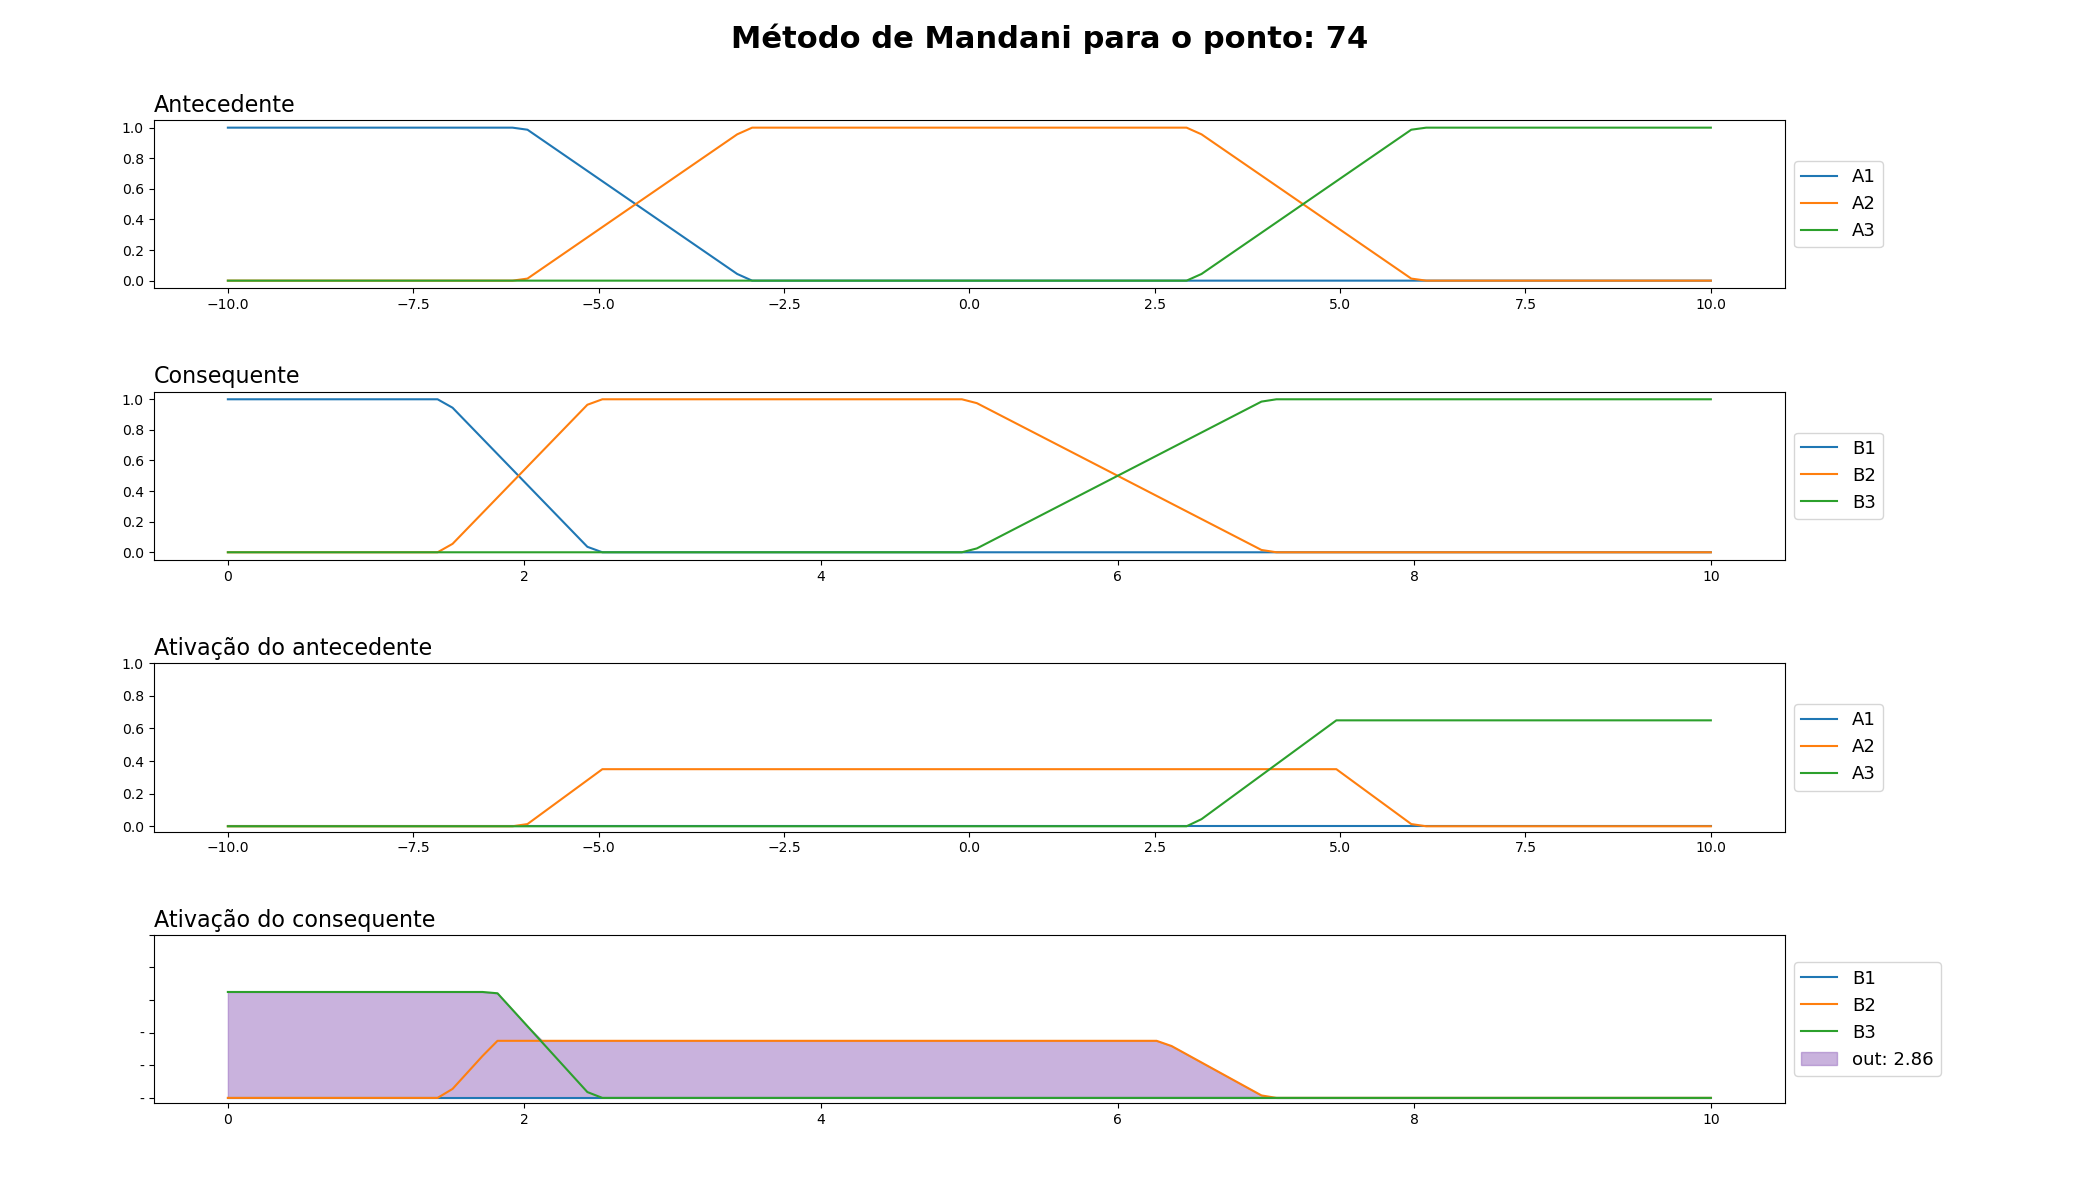 Método de Mandani para o ponto: 74
Antecedente
1.0
0.8
0.6
0.4
0.2
0.0
−10.0 −7.5 −5.0 −2.5 0.0 2.5 5.0 7.5 10.0
A1
A2
A3
Consequente
1.0
0.8
0.6
0.4
0.2
0.0
0 2 4 6 8 10
B1
B2
B3
Ativação do antecedente
1.0
0.8
0.6
0.4
0.2
0.0
−10.0 −7.5 −5.0 −2.5 0.0 2.5 5.0 7.5 10.0
A1
A2
A3
Ativação do consequente
-
-
-
0 2 4 6 8 10
B1
B2
B3
out: 2.86